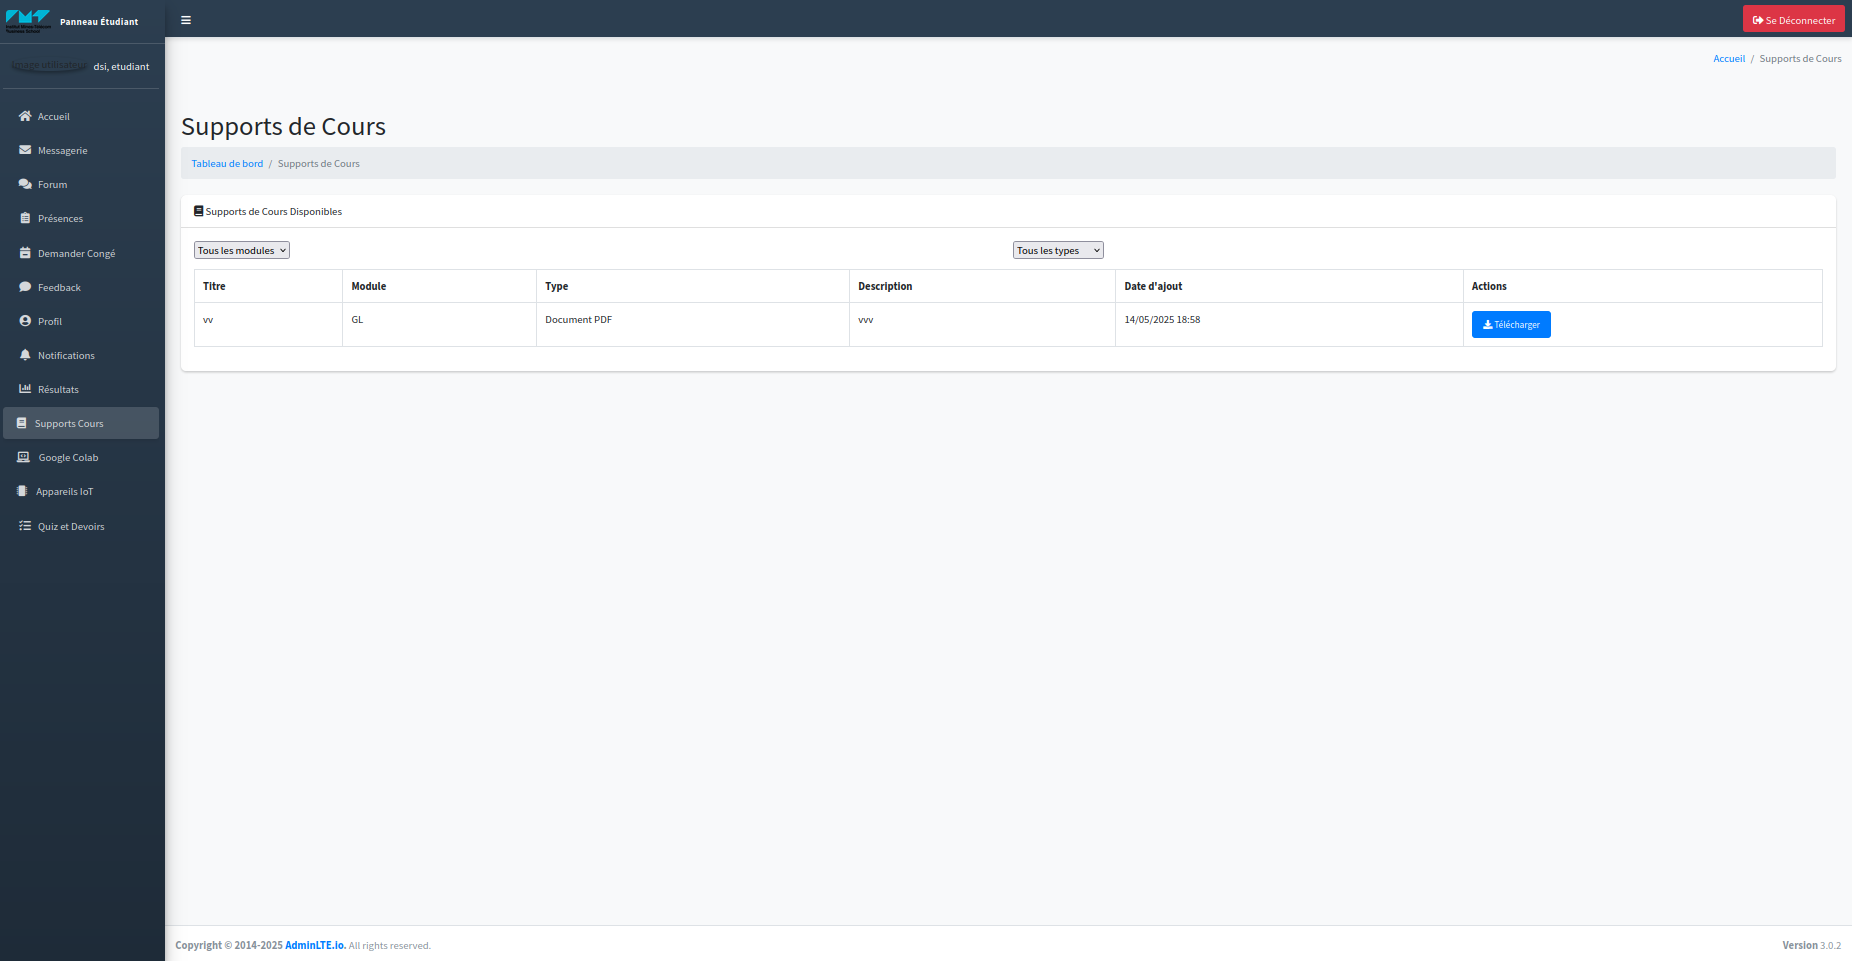 Panneau Étudiant
Se Déconnecter
Image utilisateur
dsi, etudiant
Accueil / Supports de Cours
Accueil
Messagerie
Forum
Présences
Demander Congé
Feedback
Profil
Notifications
Résultats
Supports Cours
Google Colab
Appareils IoT
Quiz et Devoirs
Supports de Cours
Tableau de bord / Supports de Cours
Supports de Cours Disponibles
Tous les modules Tous les types
Titre Module Type Description Date d'ajout Actions
vv GL Document PDF vvv 14/05/2025 18:58 Télécharger
Copyright © 2014-2025 AdminLTE.io. All rights reserved.
Version 3.0.2